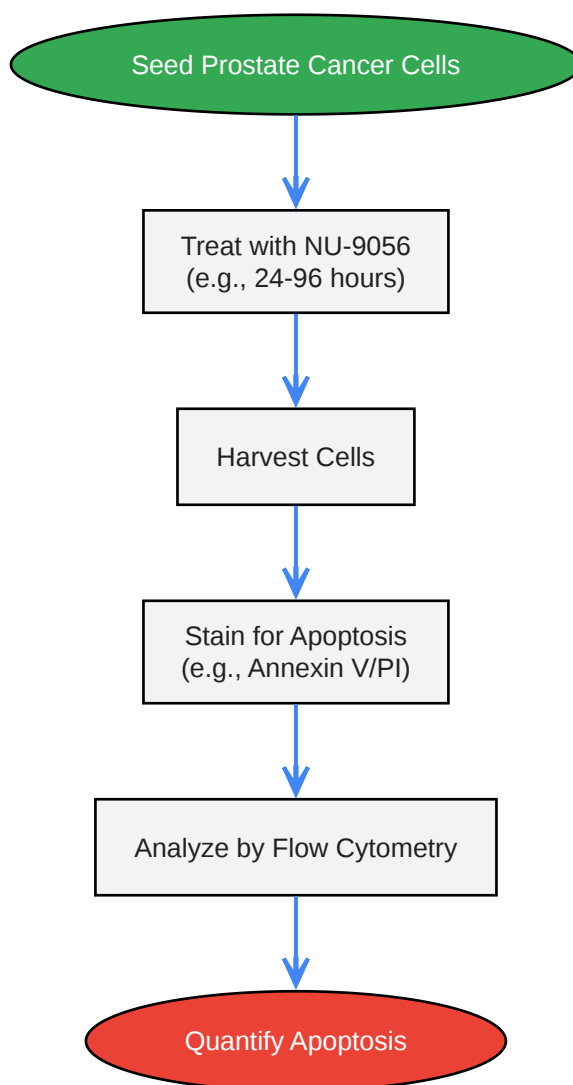 Seed Prostate Cancer Cells
Treat with NU-9056
(e.g., 24-96 hours)
Harvest Cells
Stain for Apoptosis
(e.g., Annexin V/PI)
Analyze by Flow Cytometry
Quantify Apoptosis